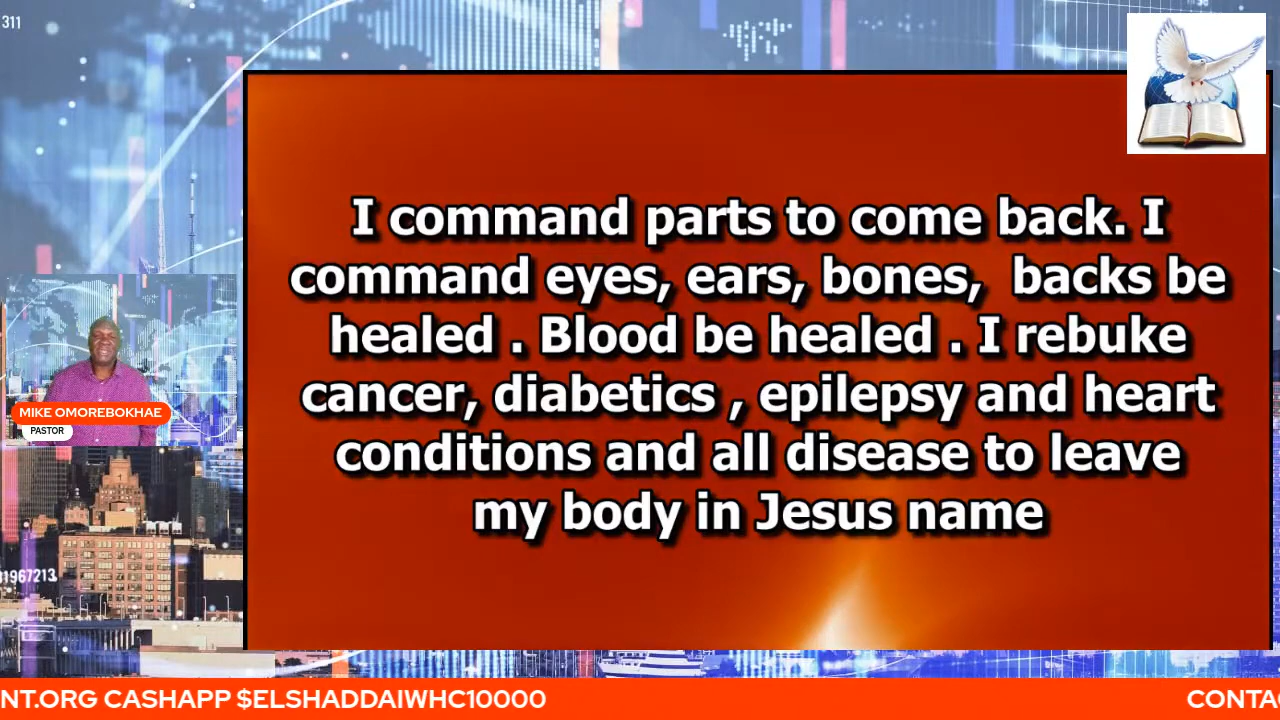 311
I command parts to come back. I
command eyes, ears, bones,  backs be
healed . Blood be healed . I rebuke
cancer, diabetics , epilepsy and heart
conditions and all disease to leave
my body in Jesus name
MIKE OMOREBOKHAE
PASTOR
31967213
NT.ORG CASHAPP $ELSHADDAIWHC10000
CONTA